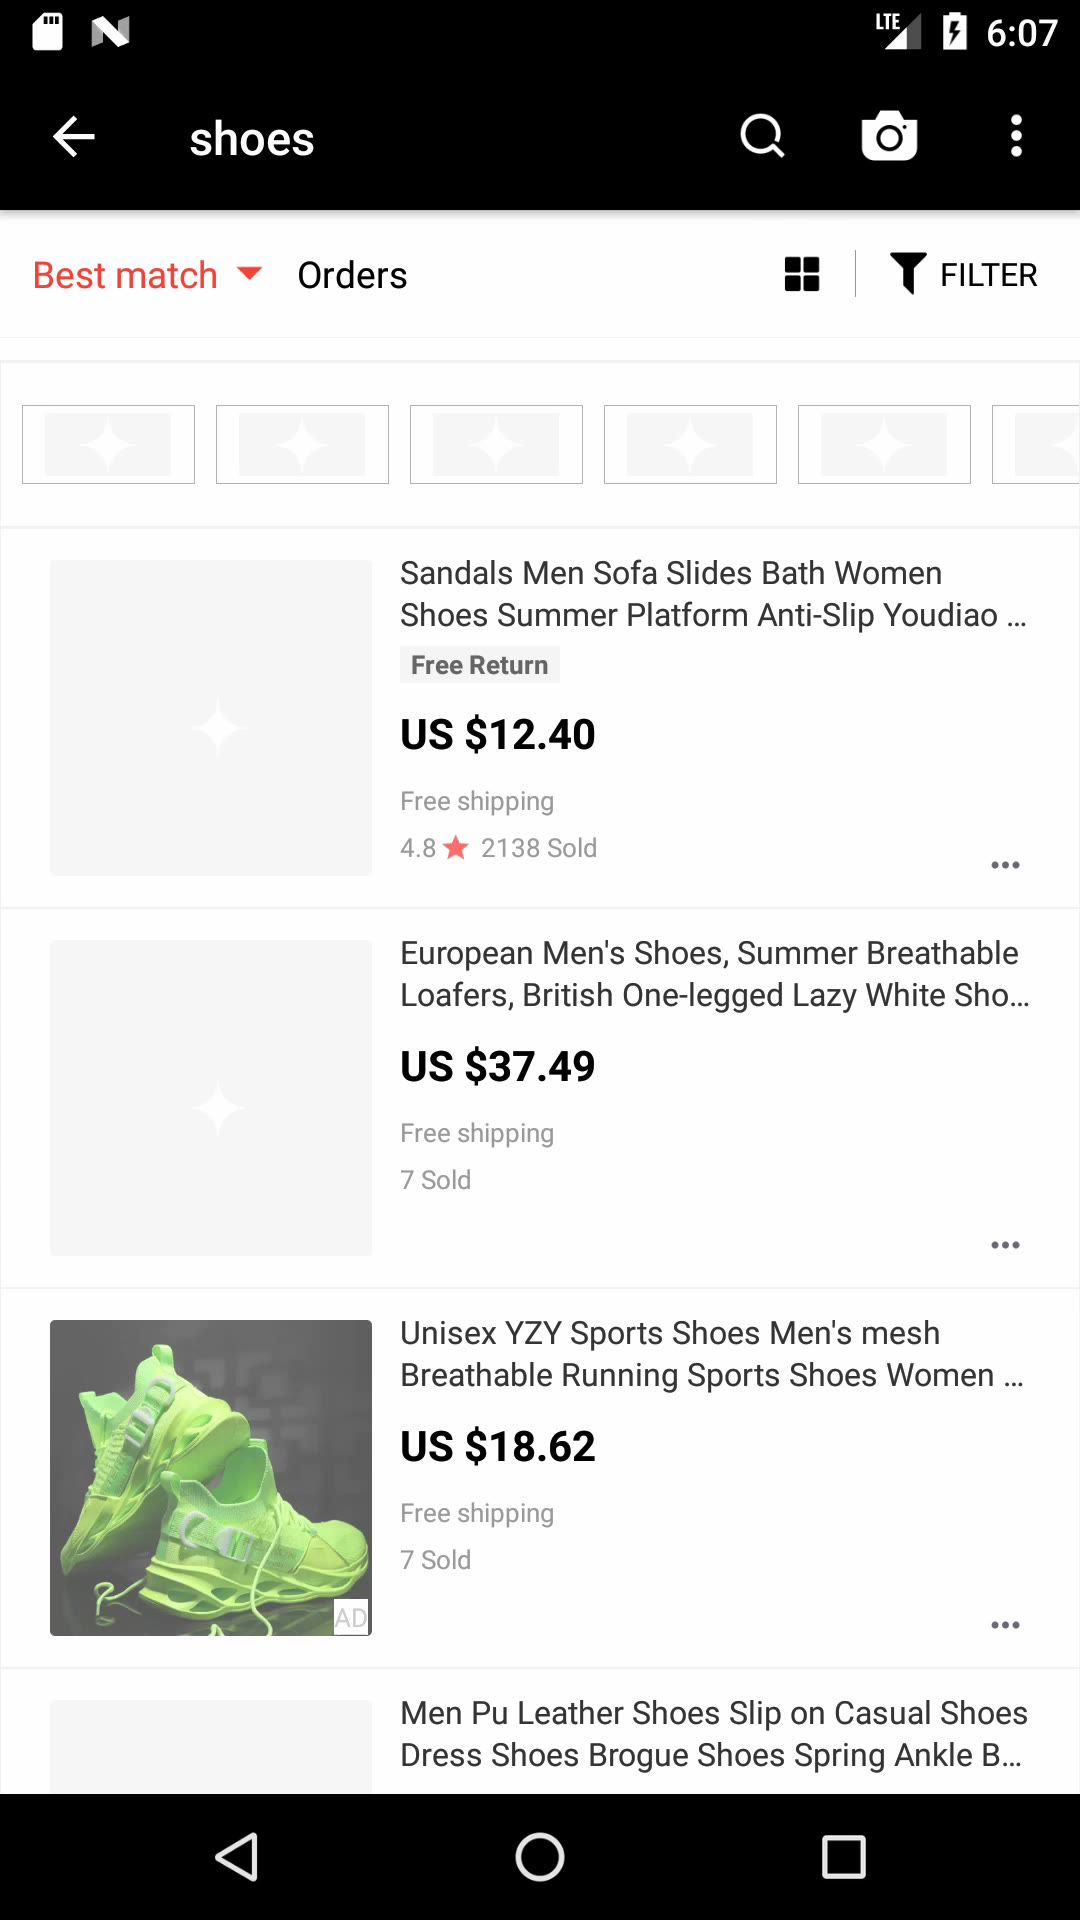 LTE 6:07
shoes
Best match Orders FILTER
Sandals Men Sofa Slides Bath Women
Shoes Summer Platform Anti-Slip Youdiao ...
Free Return
US $12.40
Free shipping
4.8 2138 Sold
European Men's Shoes, Summer Breathable
Loafers, British One-legged Lazy White Sho...
US $37.49
Free shipping
7 Sold
Unisex YZY Sports Shoes Men's mesh
Breathable Running Sports Shoes Women ...
US $18.62
Free shipping
7 Sold
AD
Men Pu Leather Shoes Slip on Casual Shoes
Dress Shoes Brogue Shoes Spring Ankle B...